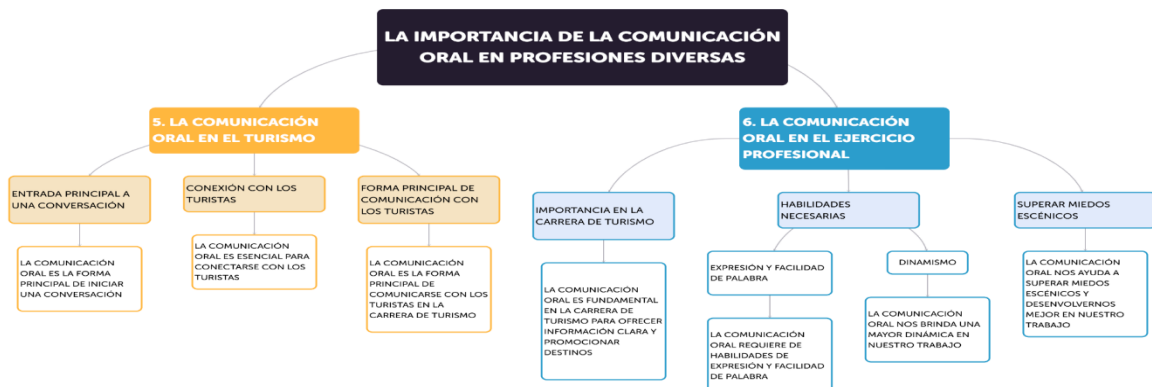 LA IMPORTANCIA DE LA COMUNICACIÓN
ORAL EN PROFESIONES DIVERSAS
5. LA COMUNICACIÓN
ORAL EN EL TURISMO
ENTRADA PRINCIPAL A
UNA CONVERSACIÓN
LA COMUNICACIÓN
ORAL ES LA FORMA
PRINCIPAL DE INICIAR
UNA CONVERSACIÓN
CONEXIÓN CON LOS
TURISTAS
LA COMUNICACIÓN
ORAL ES ESENCIAL PARA
CONECTARSE CON LOS
TURISTAS
FORMA PRINCIPAL DE
COMUNICACIÓN CON
LOS TURISTAS
LA COMUNICACIÓN
ORAL ES LA FORMA
PRINCIPAL DE
COMUNICARSE CON LOS
TURISTAS EN LA
CARRERA DE TURISMO
6. LA COMUNICACIÓN
ORAL EN EL EJERCICIO
PROFESIONAL
IMPORTANCIA EN LA
CARRERA DE TURISMO
LA COMUNICACIÓN
ORAL ES FUNDAMENTAL
EN LA CARRERA DE
TURISMO PARA OFRECER
INFORMACIÓN CLARA Y
PROMOCIONAR
DESTINOS
HABILIDADES
NECESARIAS
EXPRESIÓN Y FACILIDAD
DE PALABRA
LA COMUNICACIÓN
ORAL REQUIERE DE
HABILIDADES DE
EXPRESIÓN Y FACILIDAD
DE PALABRA
DINAMISMO
LA COMUNICACIÓN
ORAL NOS BRINDA UNA
MAYOR DINÁMICA EN
NUESTRO TRABAJO
SUPERAR MIEDOS
ESCÉNICOS
LA COMUNICACIÓN
ORAL NOS AYUDA A
SUPERAR MIEDOS
ESCÉNICOS Y
DESENVOLVERNOS
MEJOR EN NUESTRO
TRABAJO